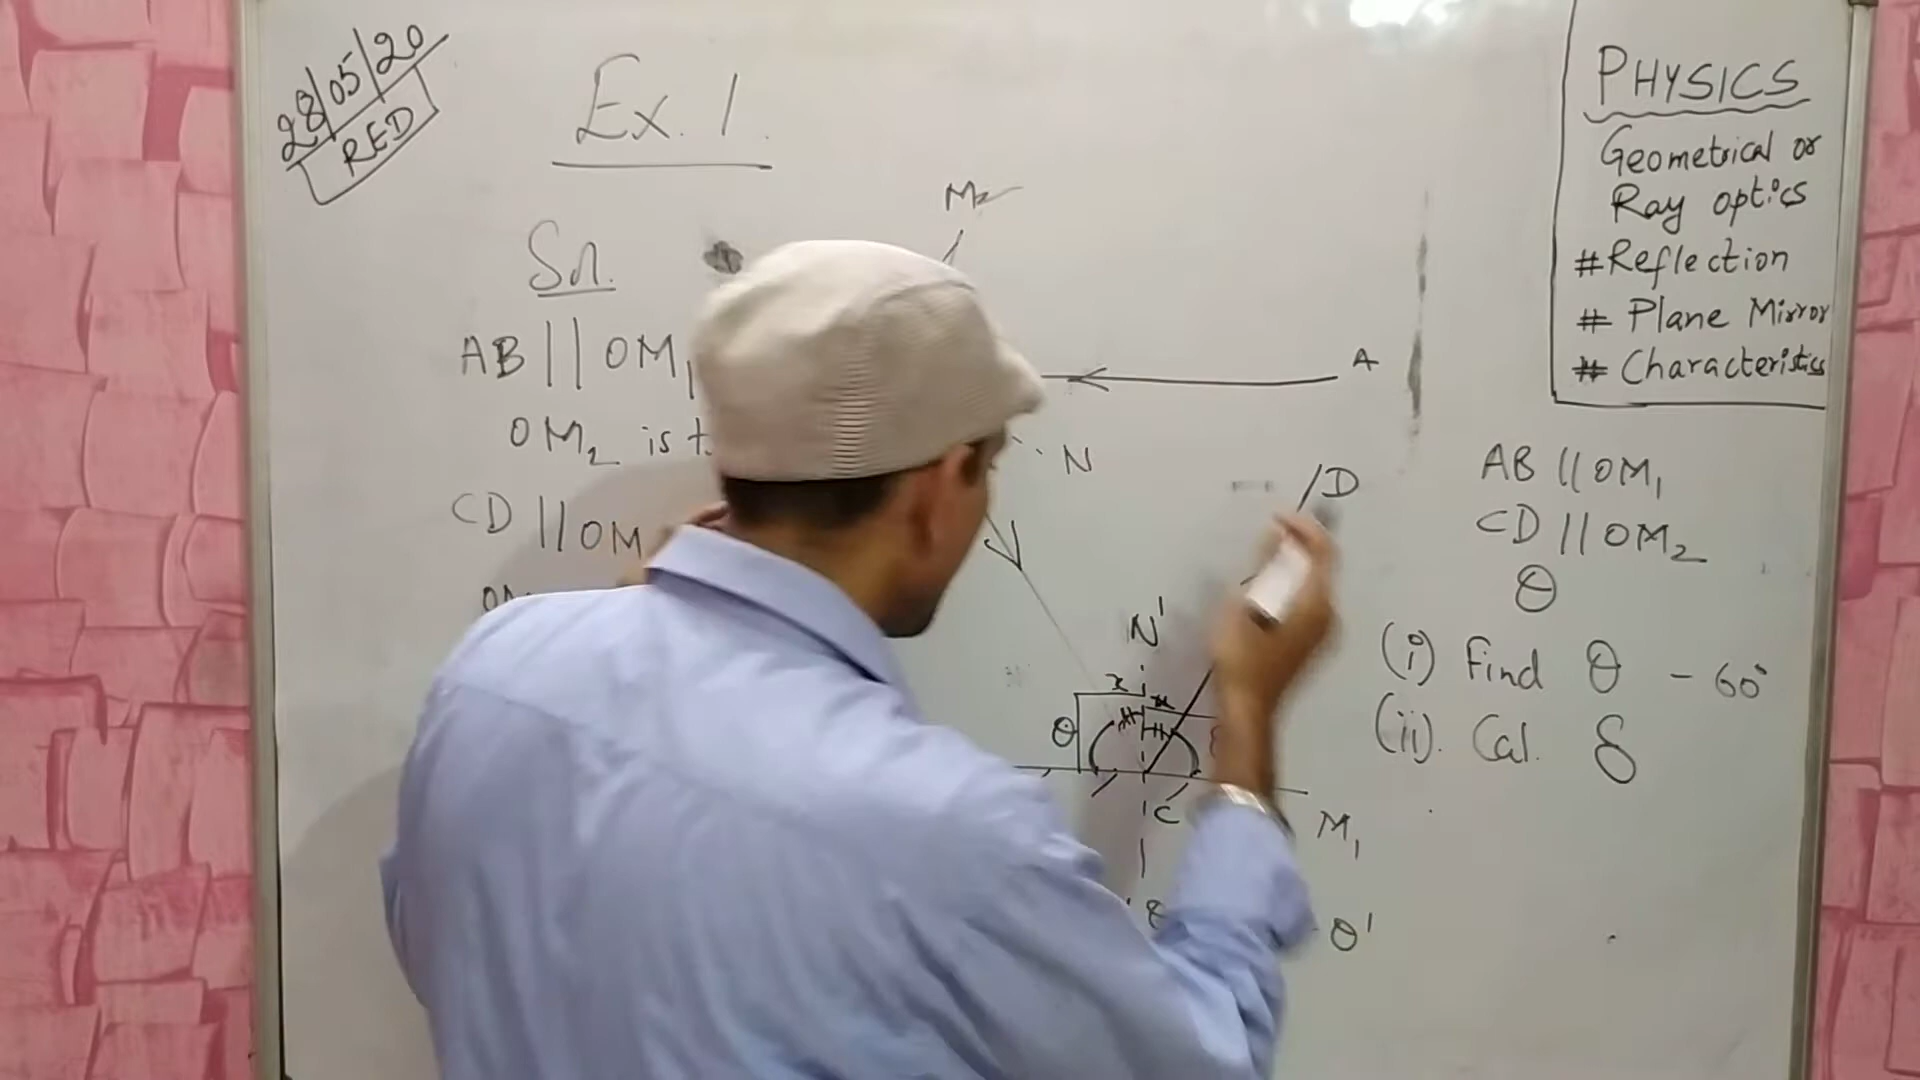 28/05/20
RED
Ex. 1.
Sol.
AB || OM₁
OM₂ is
CD || OM
M₂
A
N
D
N'
x x
θ
C
M₁
θ'
PHYSICS
Geometrical or
Ray optics
# Reflection
# Plane Mirror
# Characteristics
AB || OM₁
CD || OM₂
θ
(i) Find θ - 60°
(ii). Cal. δ